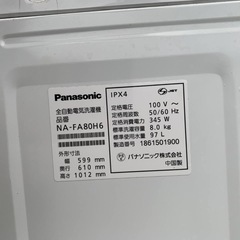 Panasonic
全自動電気洗濯機
品番
NA-FA80H6
外形寸法
幅 599 mm
奥行 610 mm
高さ 1012 mm
IPX4
JET
定格電圧 100 V〜
定格周波数 50/60 Hz
定格消費電力 345 W
標準洗濯容量 8.0 kg
標準使用水量 97 L
製造番号 1861501900
パナソニック株式会社
中国製